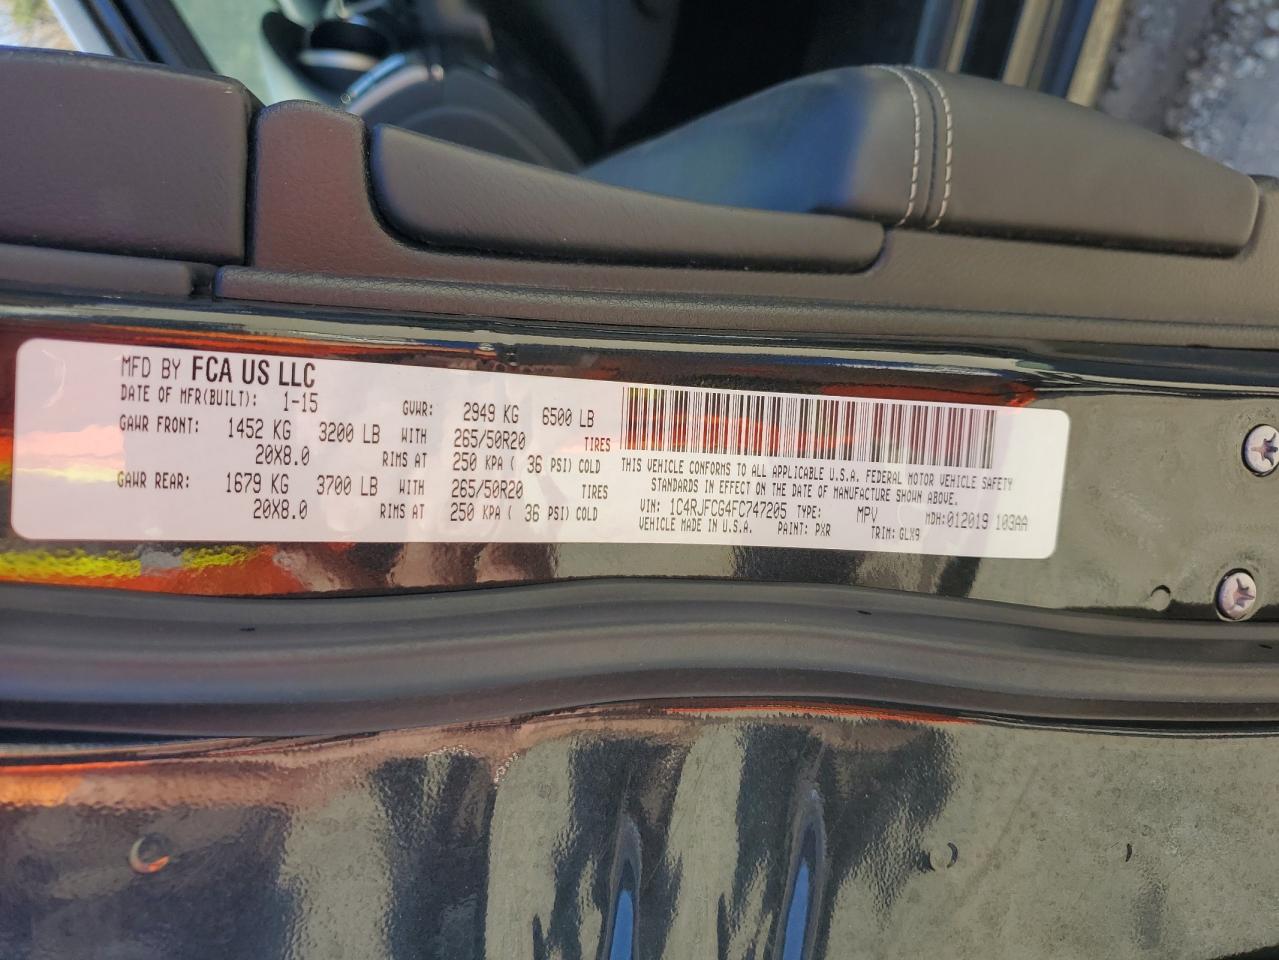 MFD BY FCA US LLC
DATE OF MFR(BUILT): 1-15 GVWR: 2949 KG 6500 LB
GAWR FRONT: 1452 KG 3200 LB WITH 265/50R20 TIRES
20X8.0 RIMS AT 250 KPA ( 36 PSI) COLD
GAWR REAR: 1679 KG 3700 LB WITH 265/50R20 TIRES
20X8.0 RIMS AT 250 KPA ( 36 PSI) COLD
THIS VEHICLE CONFORMS TO ALL APPLICABLE U.S.A. FEDERAL MOTOR VEHICLE SAFETY
STANDARDS IN EFFECT ON THE DATE OF MANUFACTURE SHOWN ABOVE.
VIN: 1C4RJFCG4FC747205 TYPE: MPV MDH:012019 103AA
VEHICLE MADE IN U.S.A. PAINT: PXR TRIM: GLX9